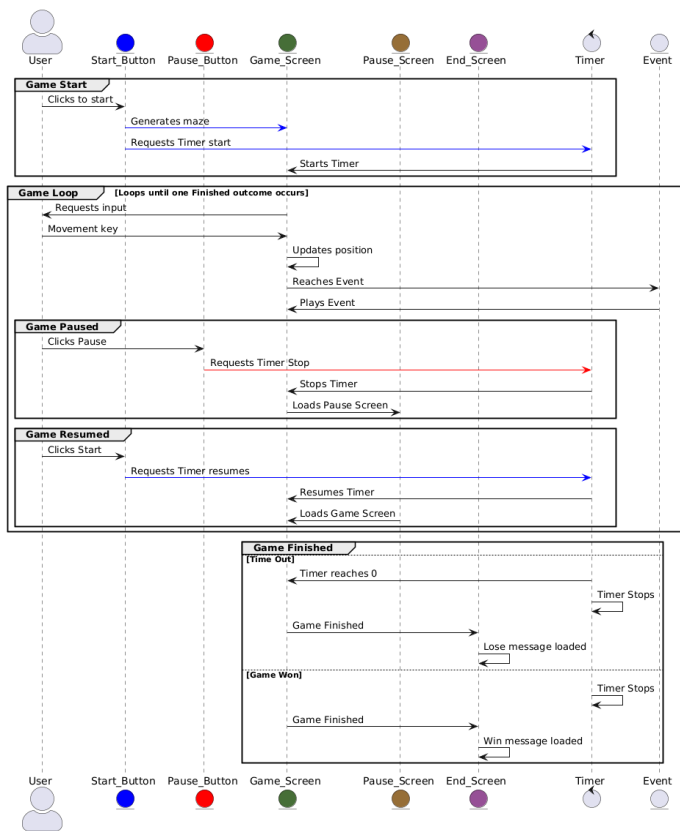 User Start_Button Pause_Button Game_Screen Pause_Screen End_Screen Timer Event
Game Start
Clicks to start
Generates maze
Requests Timer start
Starts Timer
Game Loop [Loops until one Finished outcome occurs]
Requests input
Movement key
Updates position
Reaches Event
Plays Event
Game Paused
Clicks Pause
Requests Timer Stop
Stops Timer
Loads Pause Screen
Game Resumed
Clicks Start
Requests Timer resumes
Resumes Timer
Loads Game Screen
Game Finished
[Time Out]
Timer reaches 0
Timer Stops
Game Finished
Lose message loaded
[Game Won]
Timer Stops
Game Finished
Win message loaded
User Start_Button Pause_Button Game_Screen Pause_Screen End_Screen Timer Event